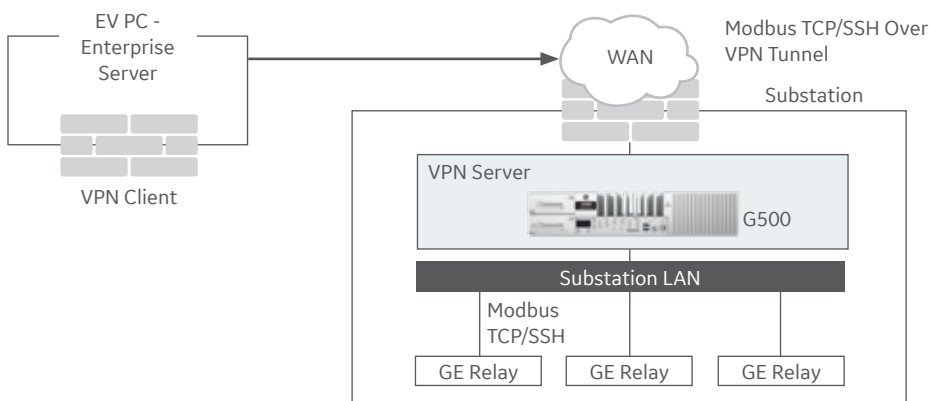 EV PC -
Enterprise
Server
VPN Client
WAN
Modbus TCP/SSH Over
VPN Tunnel
Substation
VPN Server
G500
Substation LAN
Modbus
TCP/SSH
GE Relay
GE Relay
GE Relay